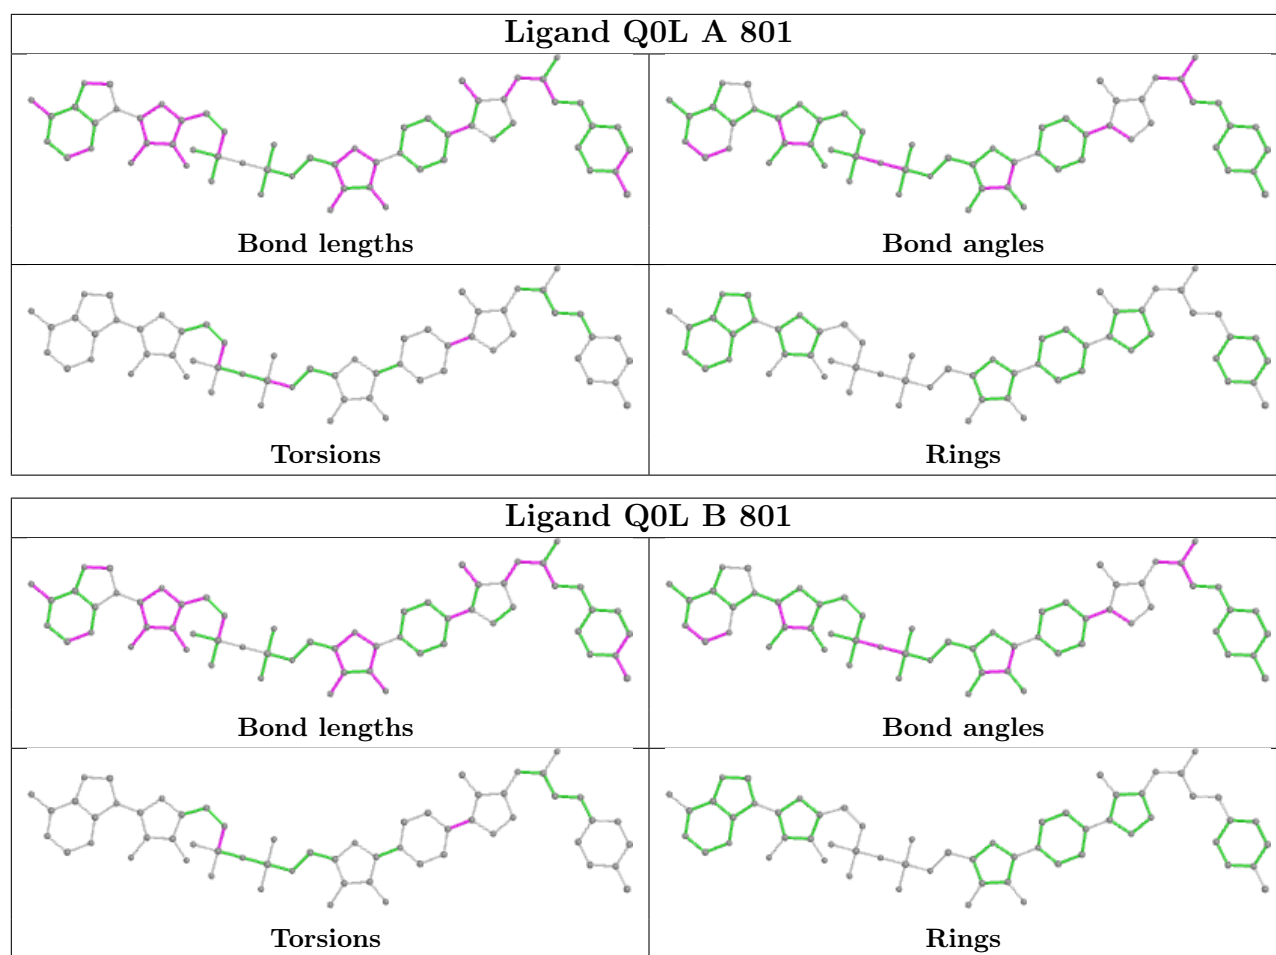 Ligand Q0L A 801
Bond lengths
Bond angles
Torsions
Rings
Ligand Q0L B 801
Bond lengths
Bond angles
Torsions
Rings